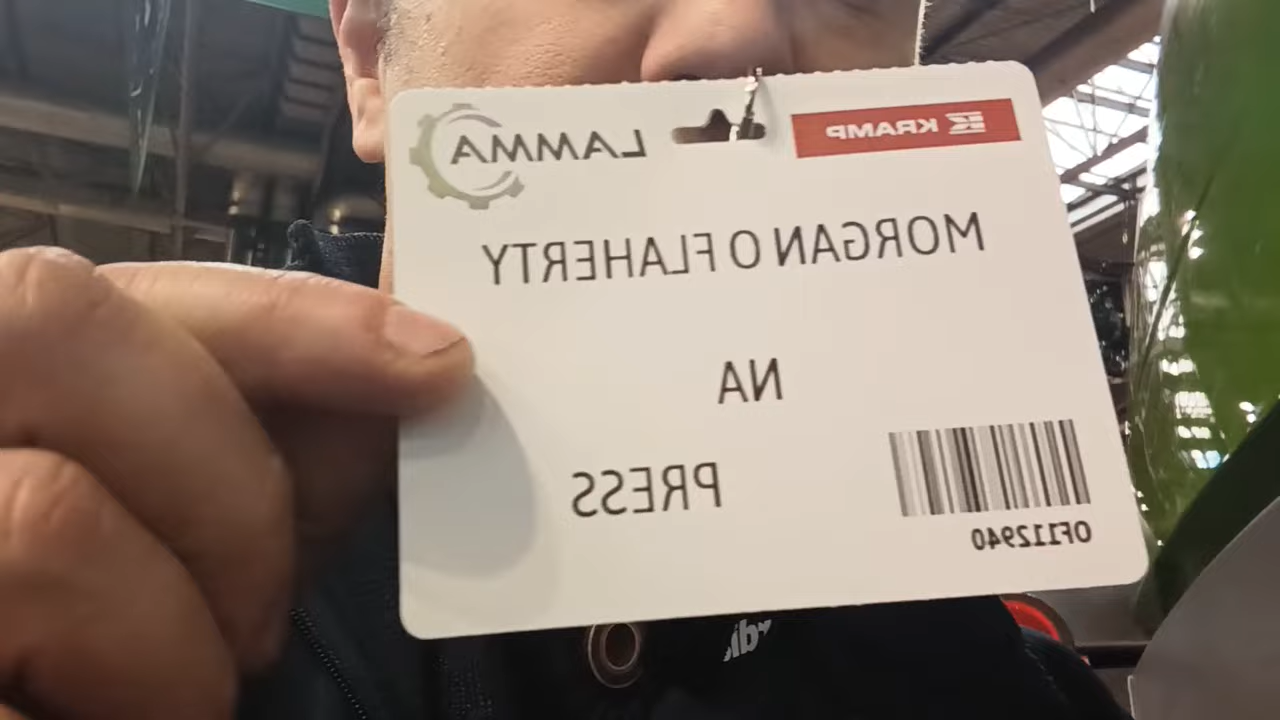 LAMMA
KRAMP
MORGAN O FLAHERTY
NA
PRESS
OF112940